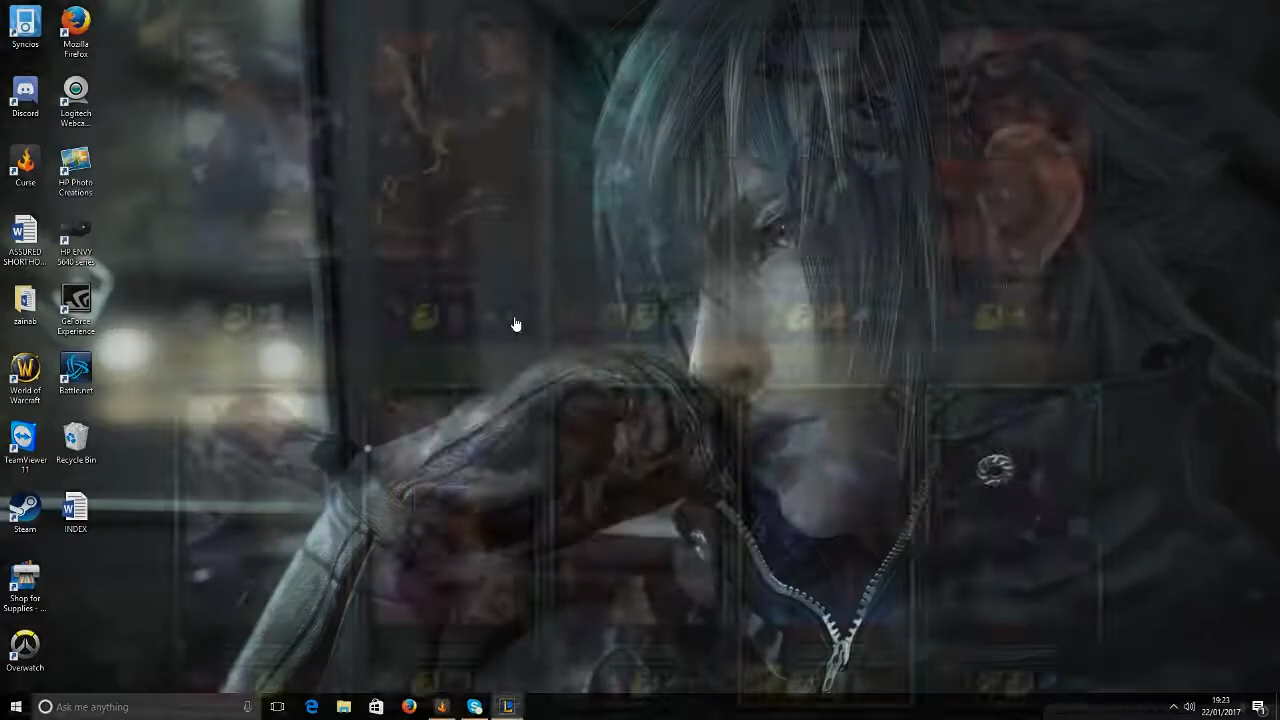 Syncios
Mozilla
Firefox
Discord
Logitech
Webca...
Curse
HP Photo
Creations
ASSURED
SHORTHO...
HP ENVY
5640 series
zainab
GeForce
Experience
World of
Warcraft
Battle.net
TeamViewer
11
Recycle Bin
Steam
INDEX
Shop for
Supplies - ...
Overwatch
Ask me anything
19:23
22/01/2017